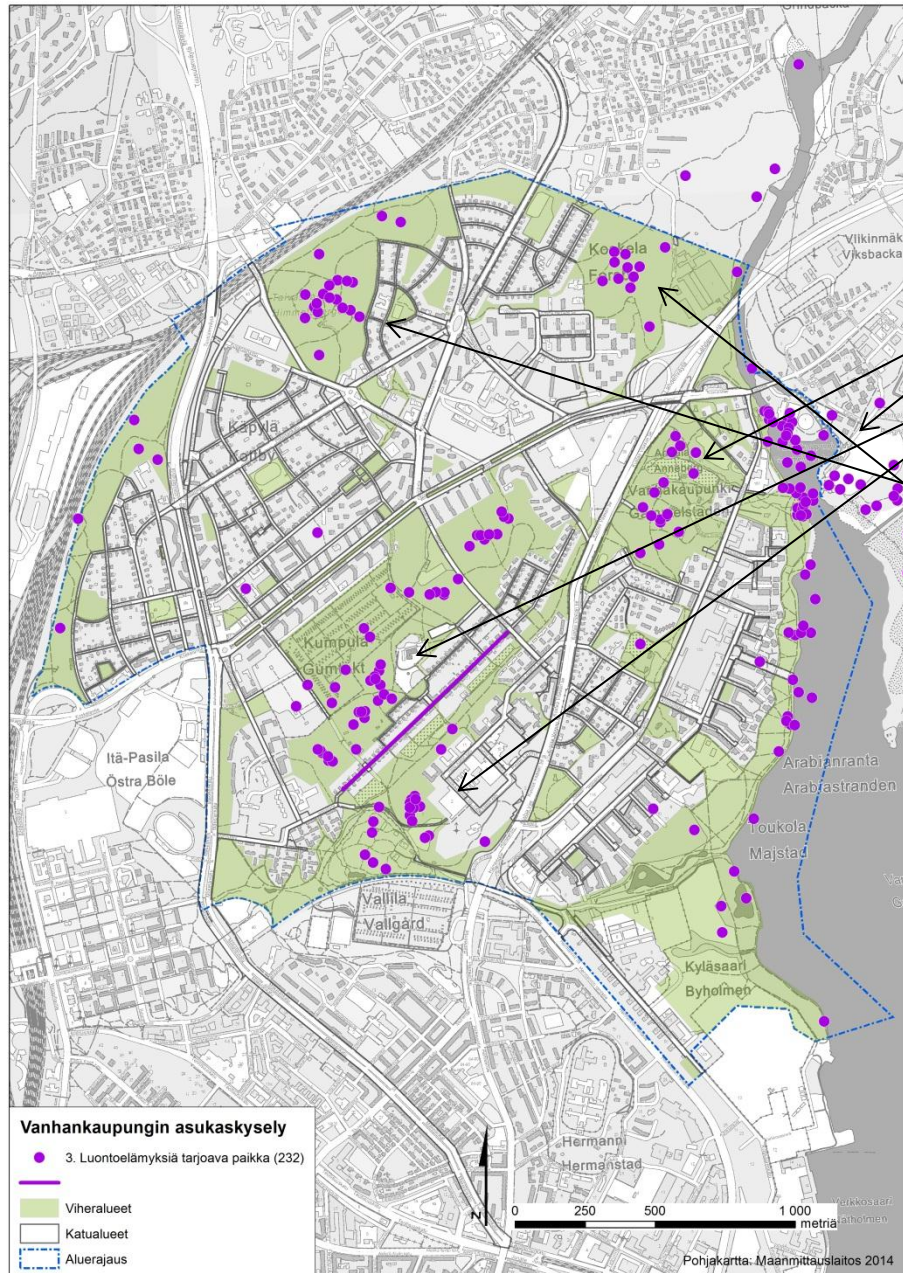 Viikinmäki
Viksbacka
Koskela
Käpylä
Kottby
Annala
Anneberg
Vanhakaupunki
Gammelstaden
Kumpula
Gumtäkt
Itä-Pasila
Östra Böle
Arabianranta
Arabiastranden
Toukola
Majstad
Vallila
Vallgård
Kyläsaari
Byholmen
Hermanni
Hermanstad
Vanhankaupungin asukaskysely
3. Luontoelämyksiä tarjoava paikka (232)
Viheralueet
Katualueet
Aluerajaus
N
0 250 500 1 000
metriä
Pohjakartta: Maanmittauslaitos 2014